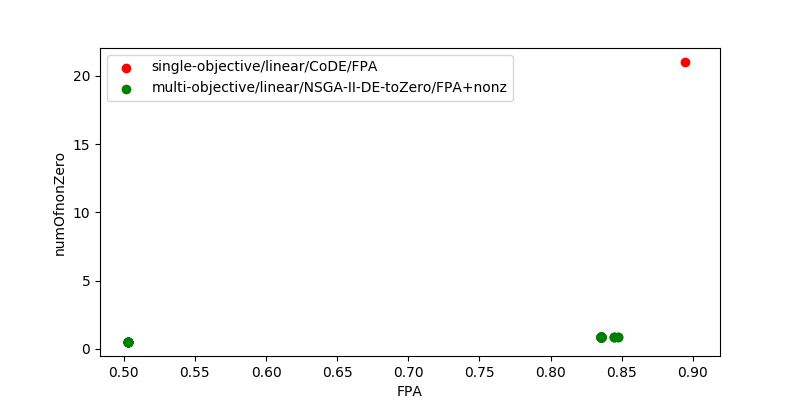 single-objective/linear/CoDE/FPA
multi-objective/linear/NSGA-II-DE-toZero/FPA+nonz
20
15
10
5
0
numOfnonZero
0.50 0.55 0.60 0.65 0.70 0.75 0.80 0.85 0.90
FPA